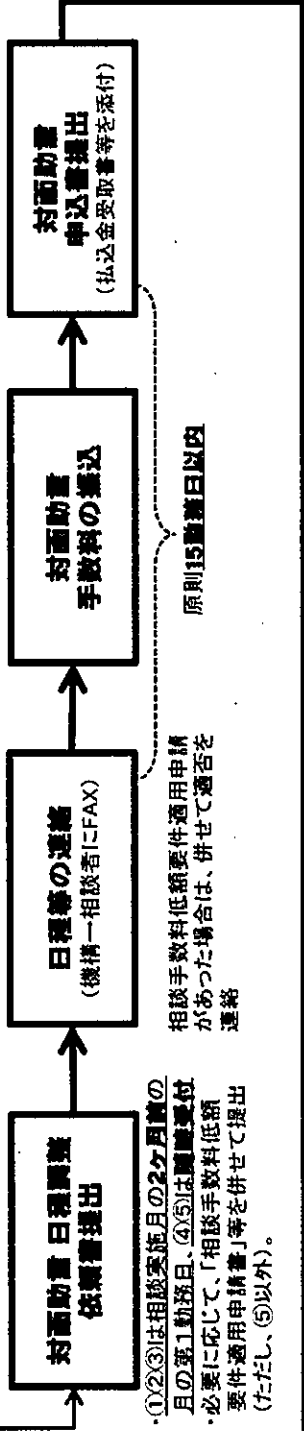 対面助言 日程調整
依頼書提出
・①②③は相談実施月の2ケ月前の
月の第1勤務日、④⑤は随時受付
・必要に応じて、「相談手数料低額
要件適用申請書」等を併せて提出
(ただし、⑤以外)。
日程等の連絡
(機構→相談者にFAX)
相談手数料低額要件適用申請
があった場合は、併せて適否を
連絡
対面助言
手数料の振込
原則15勤務日以内
対面助言
申込書提出
(払込金受取書等を添付)